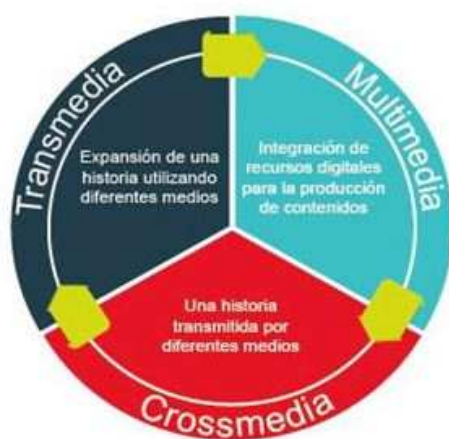 Transmedia
Expansión de una
historia utilizando
diferentes medios
Multimedia
Integración de
recursos digitales
para la producción
de contenidos
Una historia
transmitida por
diferentes medios
Crossmedia